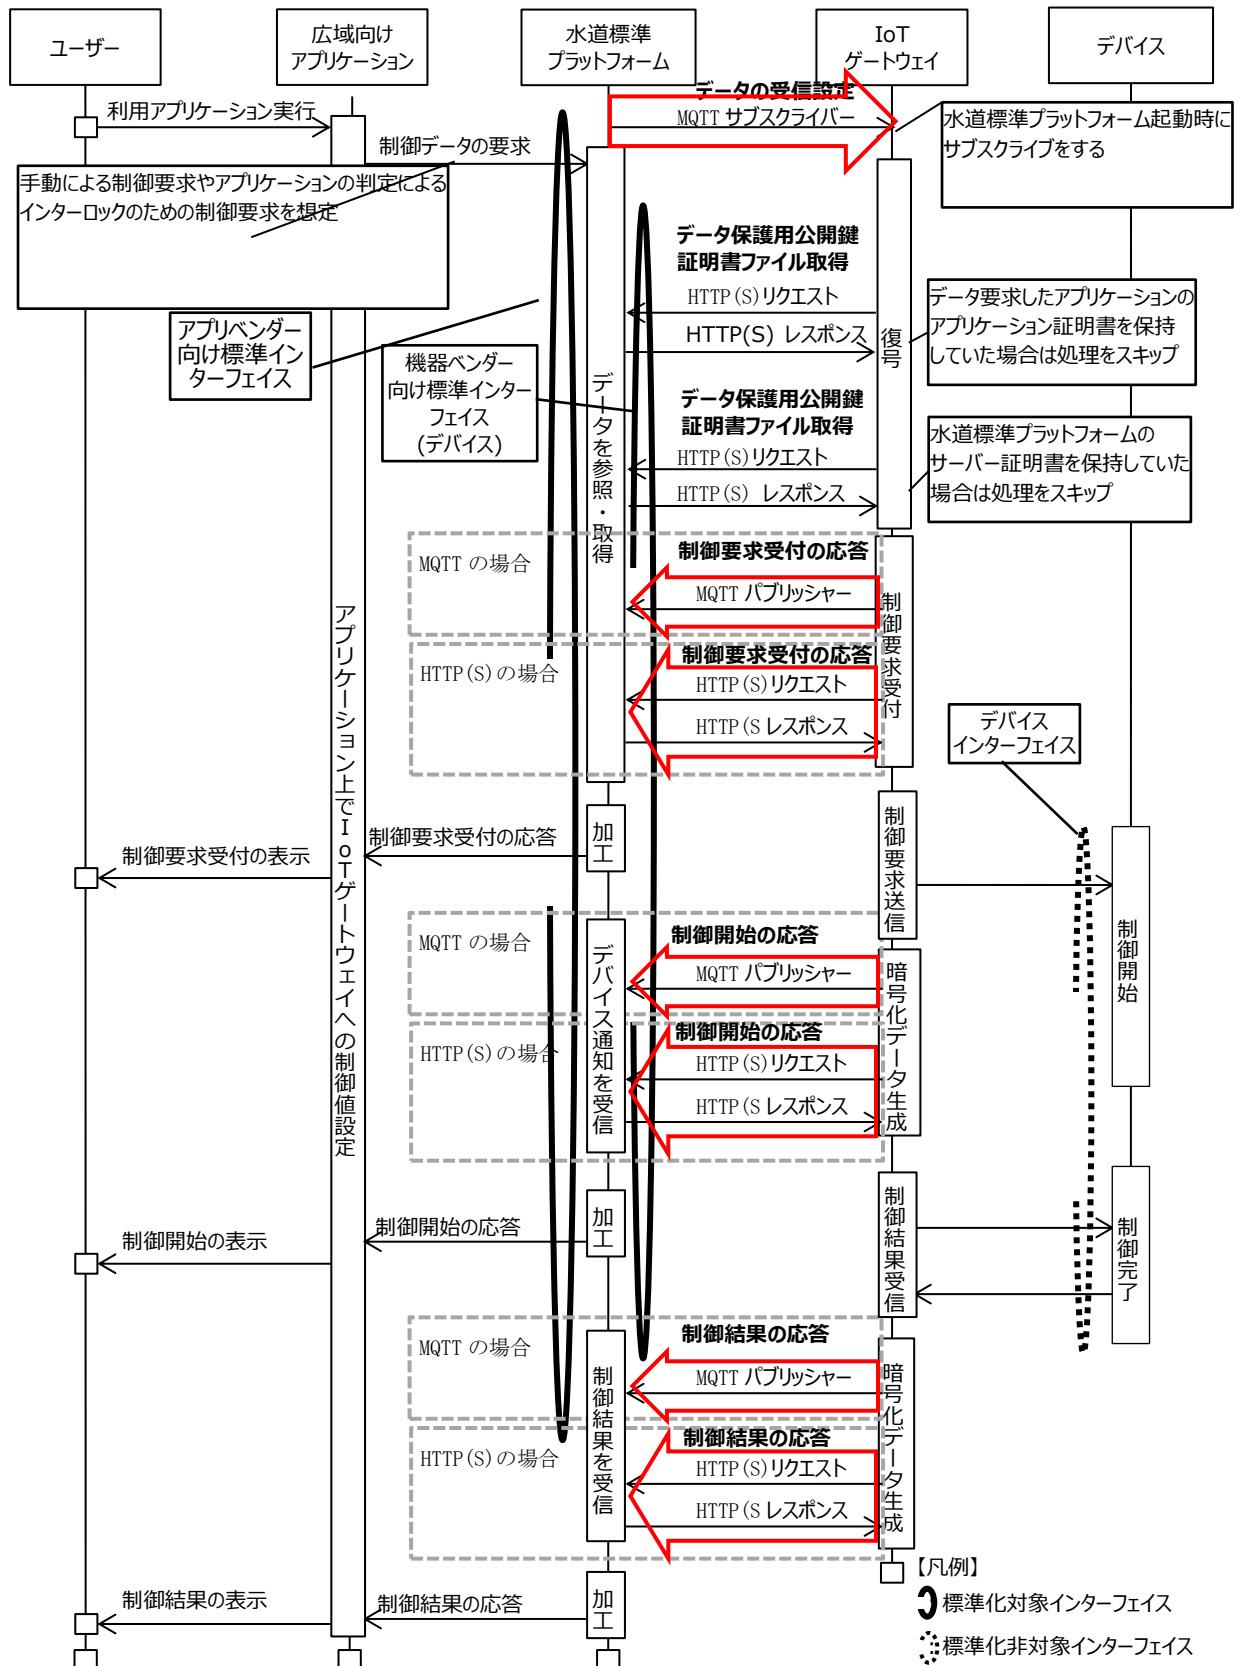 ユーザー
広域向け
アプリケーション
水道標準
プラットフォーム
IoT
ゲートウェイ
デバイス
利用アプリケーション実行
データの受信設定
MQTT サブスクライバー
水道標準プラットフォーム起動時に
サブスクライブをする
制御データの要求
手動による制御要求やアプリケーションの判定による
インターロックのための制御要求を想定
データ保護用公開鍵
証明書ファイル取得
HTTP(S)リクエスト
HTTP(S) レスポンス
復号
データ要求したアプリケーションの
アプリケーション証明書を保持
していた場合は処理をスキップ
アプリベンダー
向け標準イン
ターフェイス
機器ベンダー
向け標準インター
フェイス
(デバイス)
データを参照・取得
データ保護用公開鍵
証明書ファイル取得
HTTP(S)リクエスト
HTTP(S) レスポンス
水道標準プラットフォームの
サーバー証明書を保持していた
場合は処理をスキップ
MQTT の場合
制御要求受付の応答
MQTT パブリッシャー
制御要求受付
HTTP(S)の場合
制御要求受付の応答
HTTP(S)リクエスト
HTTP(S レスポンス
アプリケーション上でIoTゲートウェイへの制御値設定
デバイス
インターフェイス
加工
制御要求受付の応答
制御要求受付の表示
制御要求送信
制御開始
MQTT の場合
制御開始の応答
MQTT パブリッシャー
デバイス通知を受信
暗号化データ生成
HTTP(S)の場合
制御開始の応答
HTTP(S)リクエスト
HTTP(S レスポンス
加工
制御開始の応答
制御開始の表示
制御結果受信
制御完了
MQTT の場合
制御結果の応答
MQTT パブリッシャー
制御結果を受信
暗号化データ生成
HTTP(S)の場合
制御結果の応答
HTTP(S)リクエスト
HTTP(S レスポンス
加工
制御結果の応答
制御結果の表示
【凡例】
標準化対象インターフェイス
標準化非対象インターフェイス